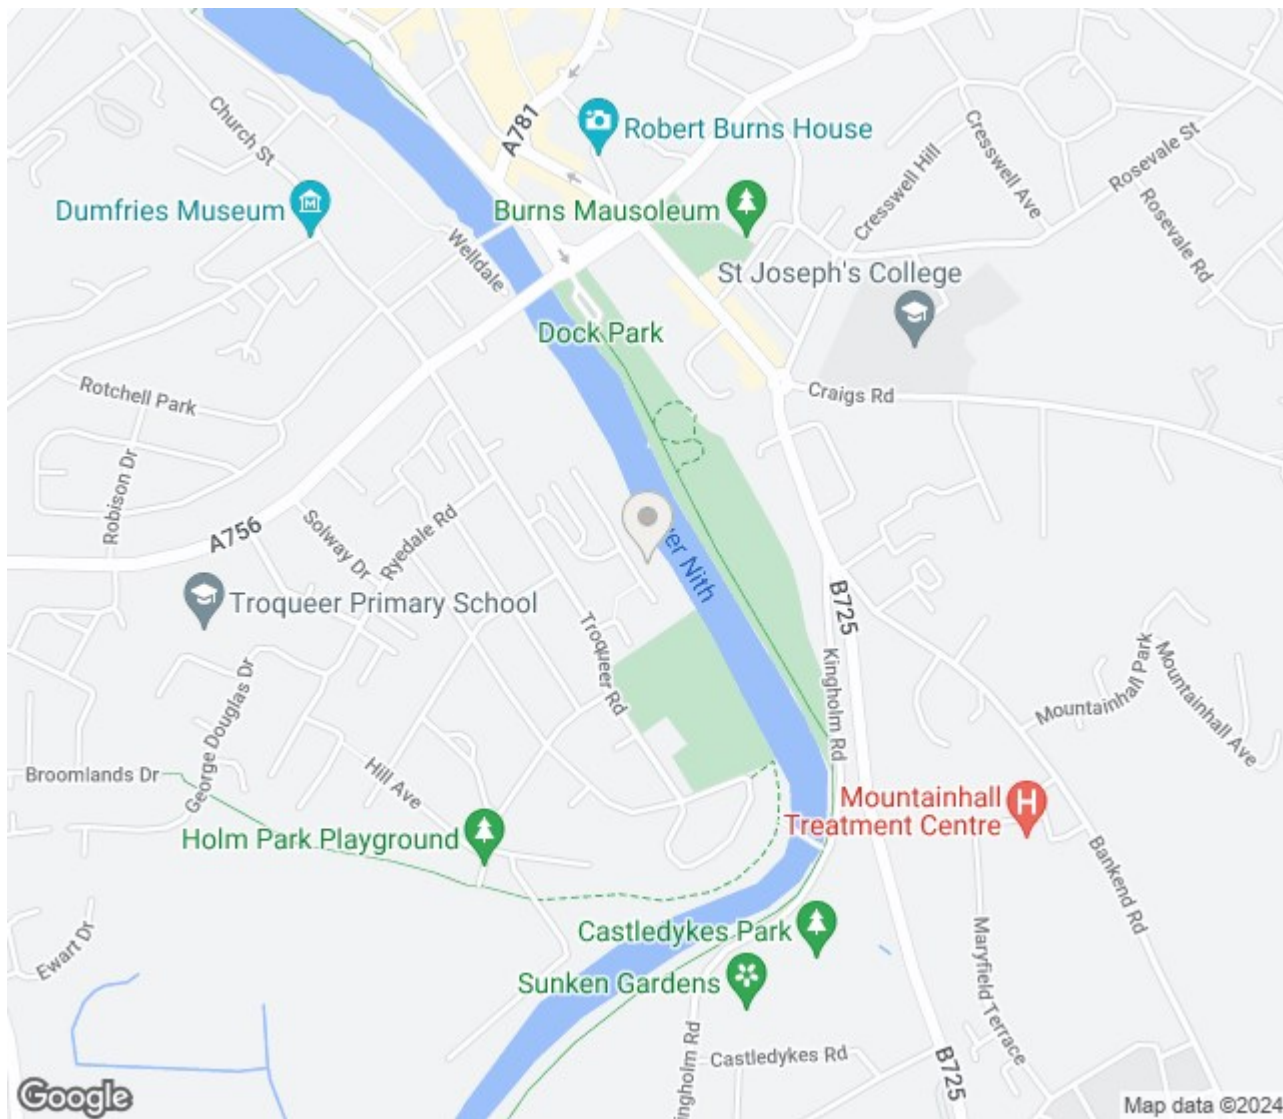 Church St
A781
Robert Burns House
Cresswell Ave
Rosevale St
Cresswell Hill
Rosevale Rd
Dumfries Museum
Burns Mausoleum
Welldale
St Joseph's College
Dock Park
Rotchell Park
Craigs Rd
Robison Dr
A756
Solway Dr
Ryedale Rd
ver Nith
Troqueer Primary School
B725
Troqueer Rd
Kingholm Rd
Mountainhall Park
Mountainhall Ave
George Douglas Dr
Broomlands Dr
Hill Ave
Mountainhall
Treatment Centre
H
Holm Park Playground
Bankend Rd
Castledykes Park
Ewart Dr
Sunken Gardens
Maryfield Terrace
ingholm Rd
Castledykes Rd
B725
Google
Map data ©2024
M